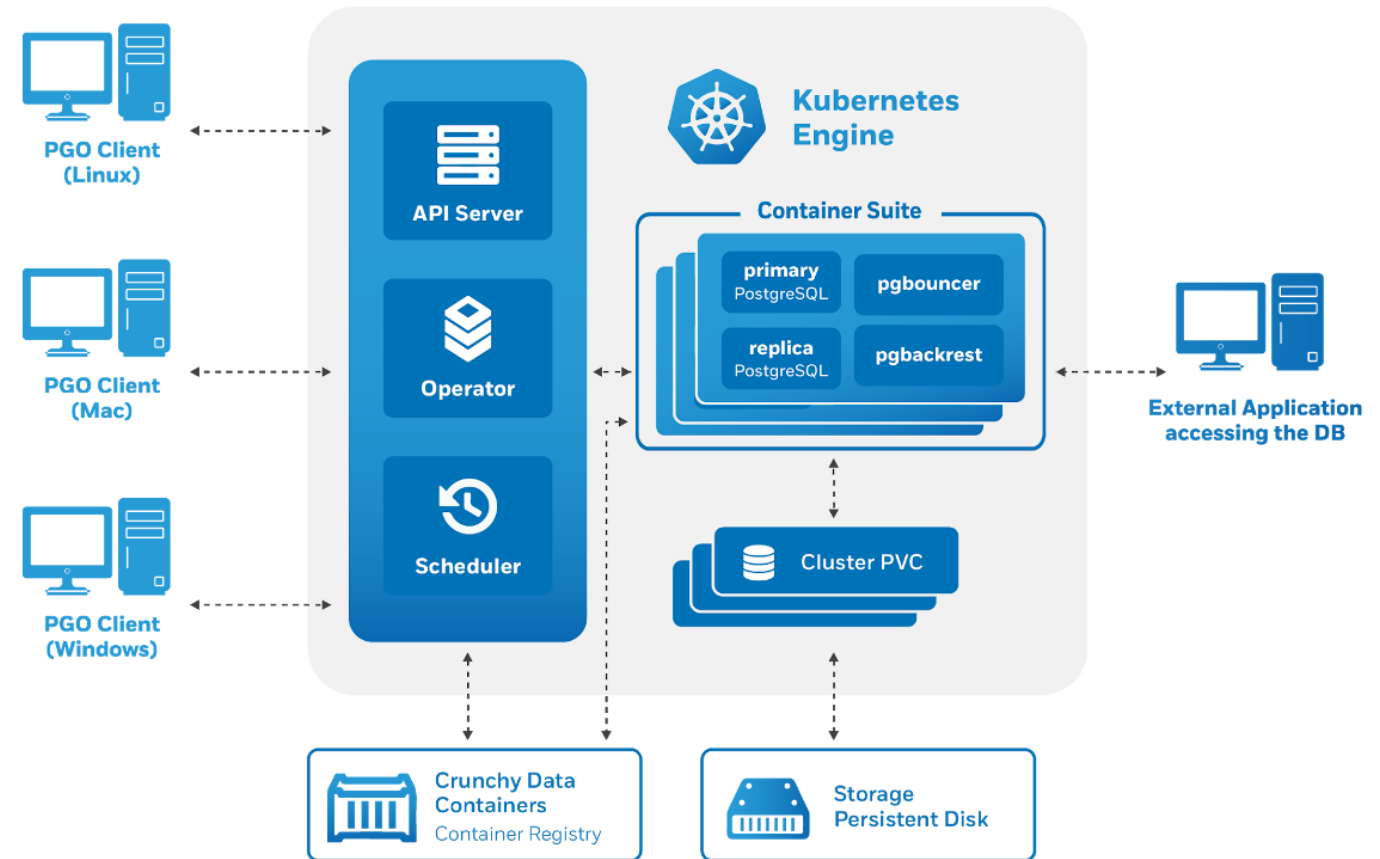 PGO Client
(Linux)
PGO Client
(Mac)
PGO Client
(Windows)
API Server
Operator
Scheduler
Kubernetes
Engine
Container Suite
primary
PostgreSQL
pgbouncer
replica
PostgreSQL
pgbackrest
Cluster PVC
External Application
accessing the DB
Crunchy Data
Containers
Container Registry
Storage
Persistent Disk